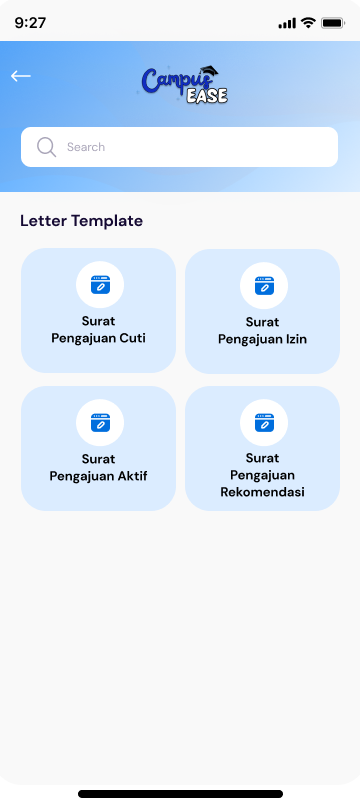 9:27
Campus
EASE
Search
Letter Template
Surat
Pengajuan Cuti
Surat
Pengajuan Izin
Surat
Pengajuan Aktif
Surat
Pengajuan
Rekomendasi